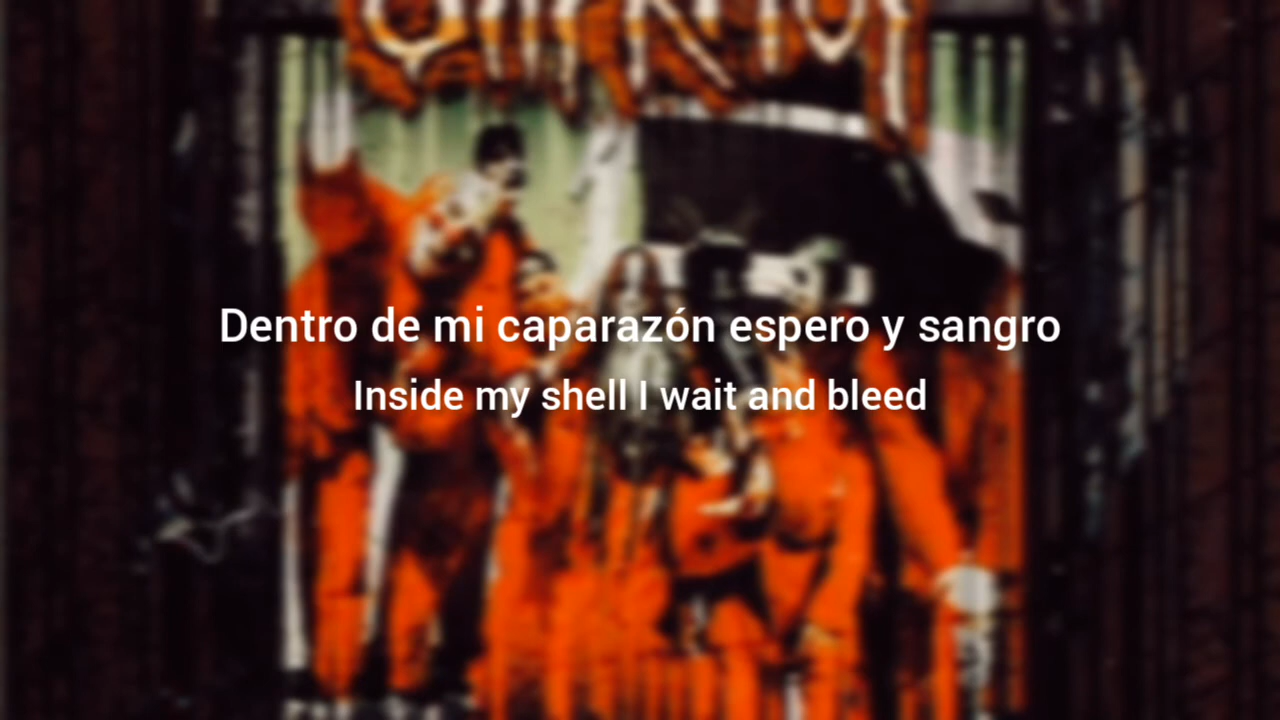 Dentro de mi caparazón espero y sangro
Inside my shell I wait and bleed